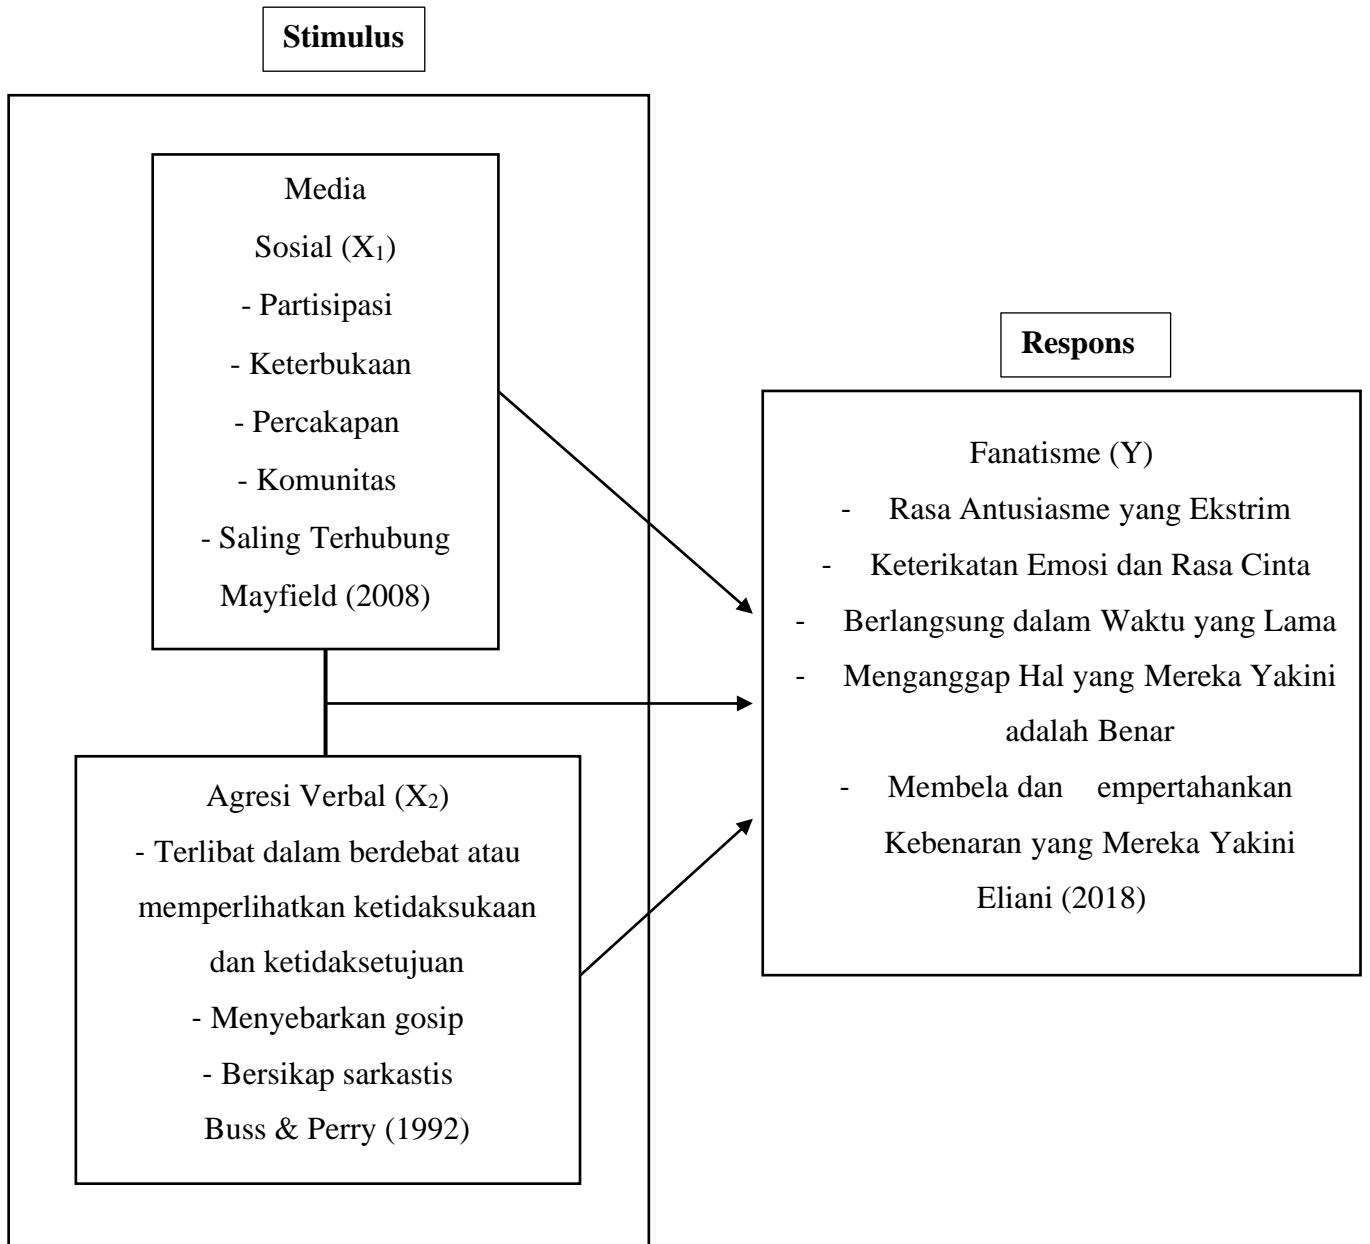 Stimulus
Media
Sosial (X₁)
- Partisipasi
- Keterbukaan
- Percakapan
- Komunitas
- Saling Terhubung
Mayfield (2008)
Agresi Verbal (X₂)
- Terlibat dalam berdebat atau
memperlihatkan ketidaksukaan
dan ketidaksetujuan
- Menyebarkan gosip
- Bersikap sarkastis
Buss & Perry (1992)
Respons
Fanatisme (Y)
- Rasa Antusiasme yang Ekstrim
- Keterikatan Emosi dan Rasa Cinta
- Berlangsung dalam Waktu yang Lama
- Menganggap Hal yang Mereka Yakini
adalah Benar
- Membela dan empertahankan
Kebenaran yang Mereka Yakini
Eliani (2018)